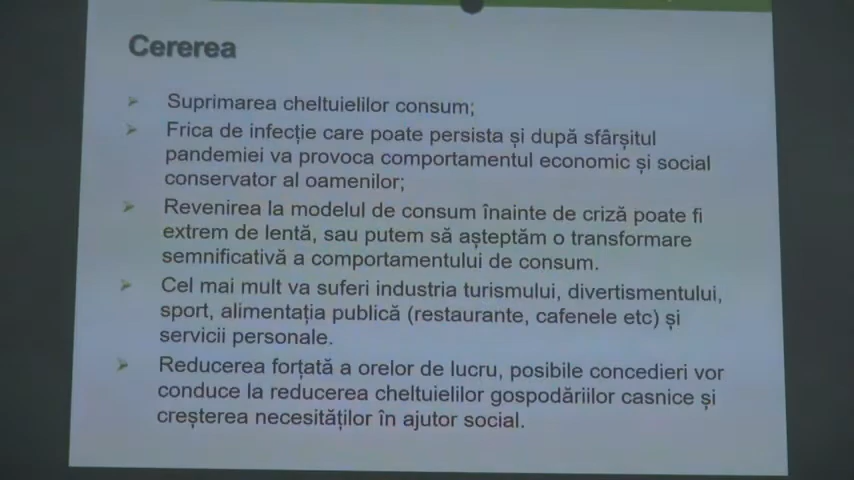 Cererea
Suprimarea cheltuielilor consum;
Frica de infecție care poate persista și după sfârșitul
pandemiei va provoca comportamentul economic și social
conservator al oamenilor;
Revenirea la modelul de consum înainte de criză poate fi
extrem de lentă, sau putem să așteptăm o transformare
semnificativă a comportamentului de consum.
Cel mai mult va suferi industria turismului, divertismentului,
sport, alimentația publică (restaurante, cafenele etc) și
servicii personale.
Reducerea forțată a orelor de lucru, posibile concedieri vor
conduce la reducerea cheltuielilor gospodăriilor casnice și
creșterea necesităților în ajutor social.